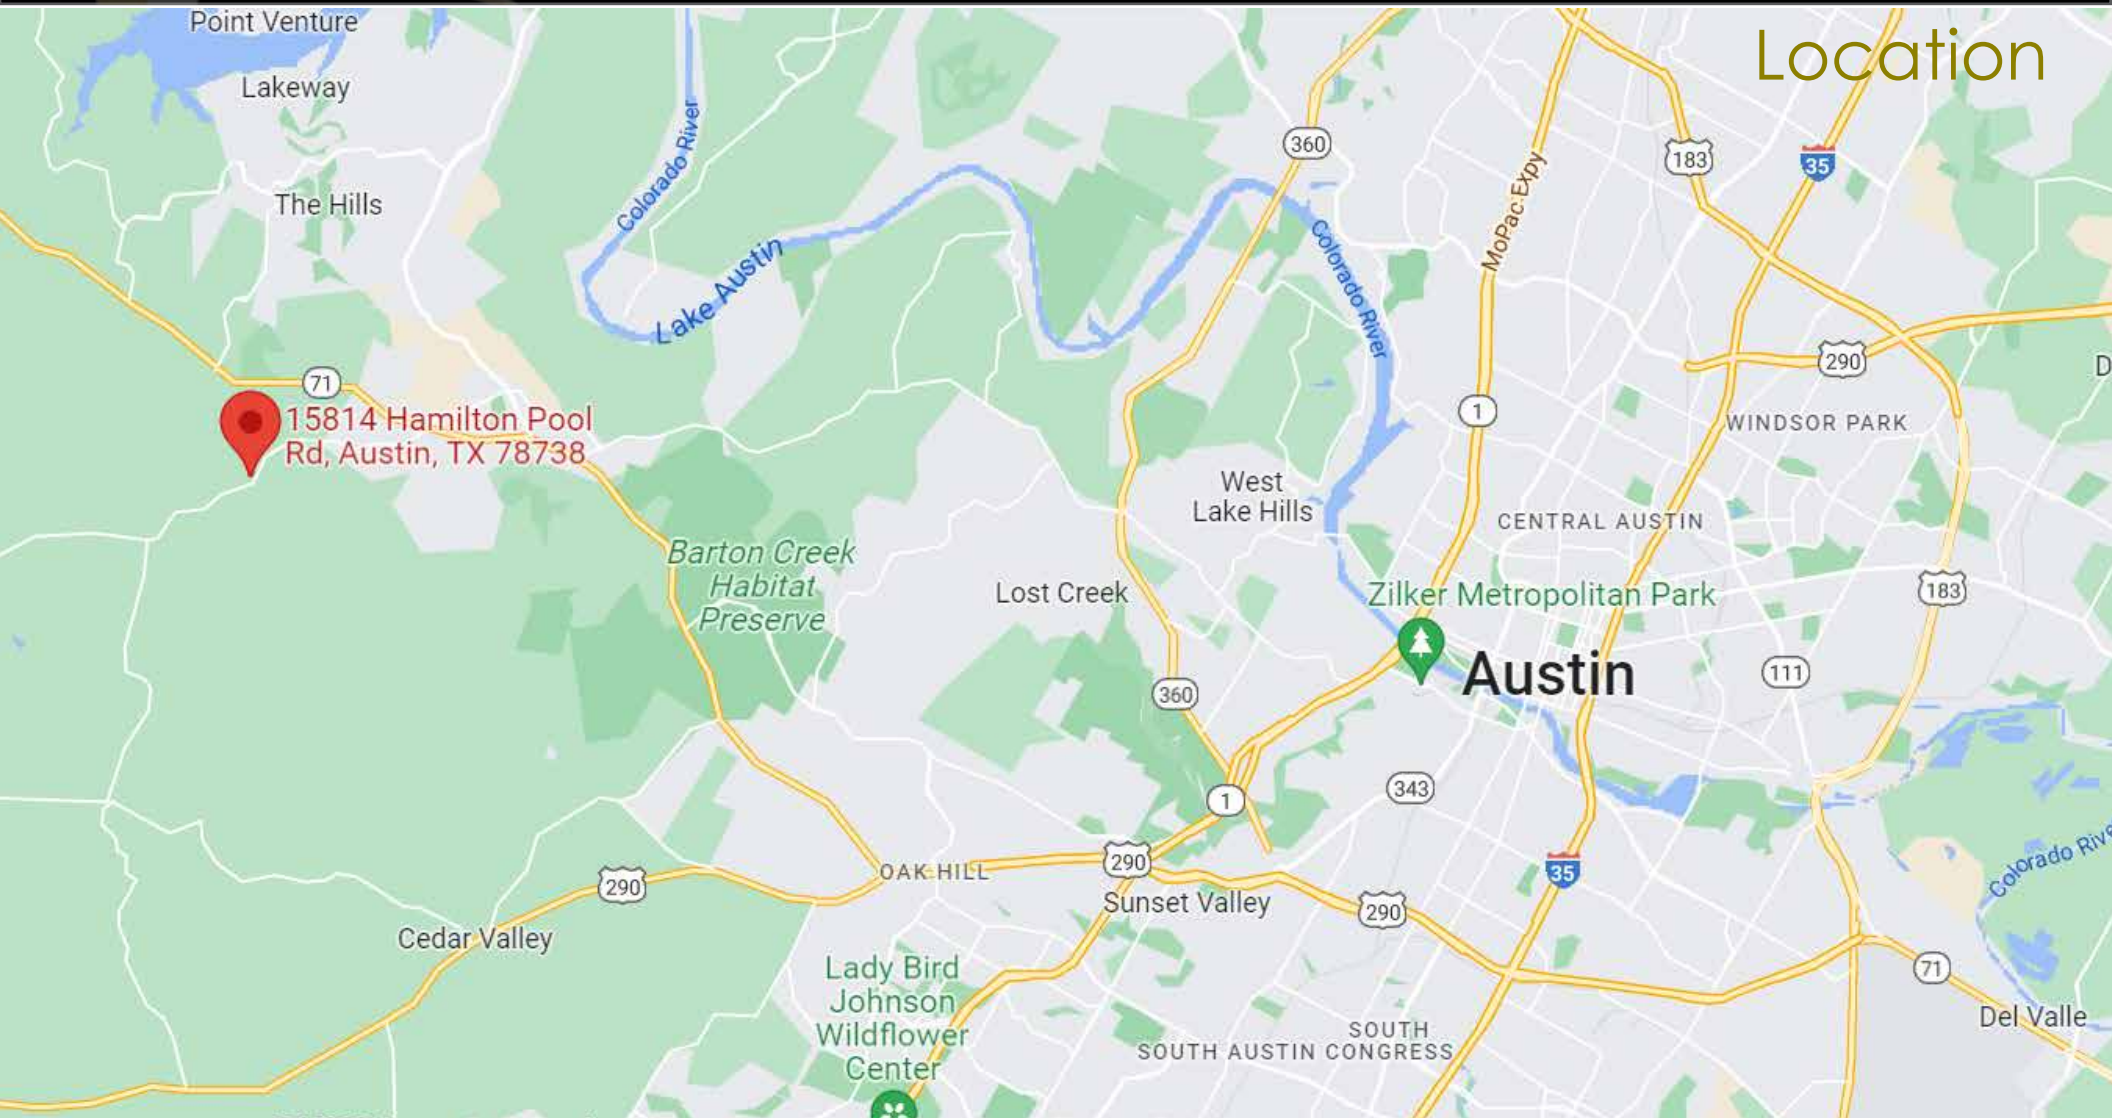 Location
Point Venture
Lakeway
The Hills
Colorado River
Lake Austin
360
Colorado River
MoPac Expy
183
35
71
15814 Hamilton Pool
Rd, Austin, TX 78738
290
D
1
WINDSOR PARK
West
Lake Hills
CENTRAL AUSTIN
Barton Creek
Habitat
Preserve
Lost Creek
Zilker Metropolitan Park
183
Austin
111
360
1
343
290
OAK HILL
290
35
Colorado Rive
Sunset Valley
290
Cedar Valley
71
Lady Bird
Johnson
Wildflower
Center
Del Valle
SOUTH
SOUTH AUSTIN CONGRESS